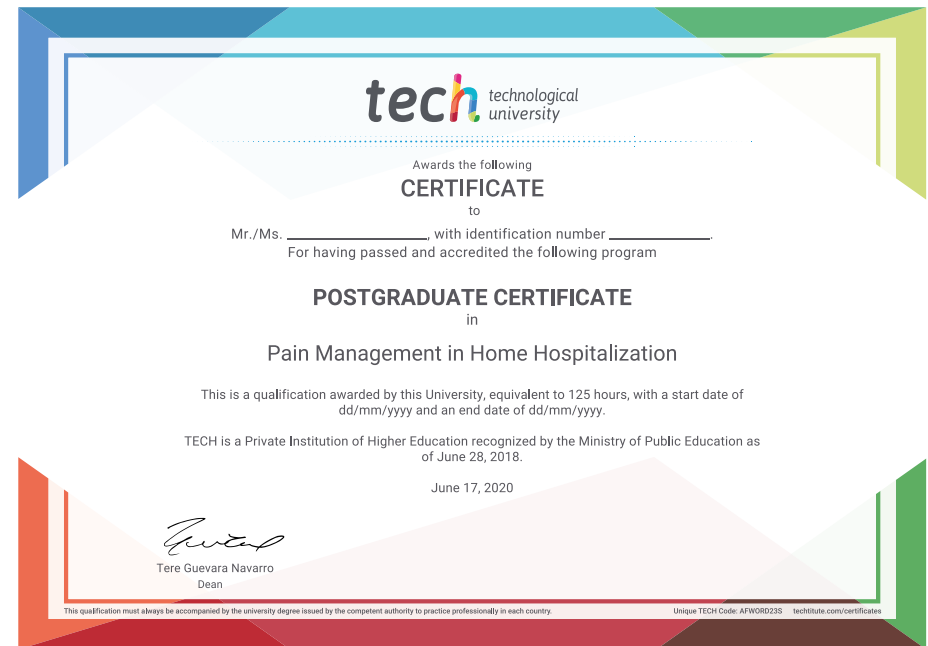 tech technological
university
Awards the following
CERTIFICATE
to
Mr./Ms. ____________________, with identification number ______________.
For having passed and accredited the following program
POSTGRADUATE CERTIFICATE
in
Pain Management in Home Hospitalization
This is a qualification awarded by this University, equivalent to 125 hours, with a start date of
dd/mm/yyyy and an end date of dd/mm/yyyy.
TECH is a Private Institution of Higher Education recognized by the Ministry of Public Education as
of June 28, 2018.
June 17, 2020
Tere Guevara Navarro
Dean
This qualification must always be accompanied by the university degree issued by the competent authority to practice professionally in each country.
Unique TECH Code: AFWORD23S techtitute.com/certificates